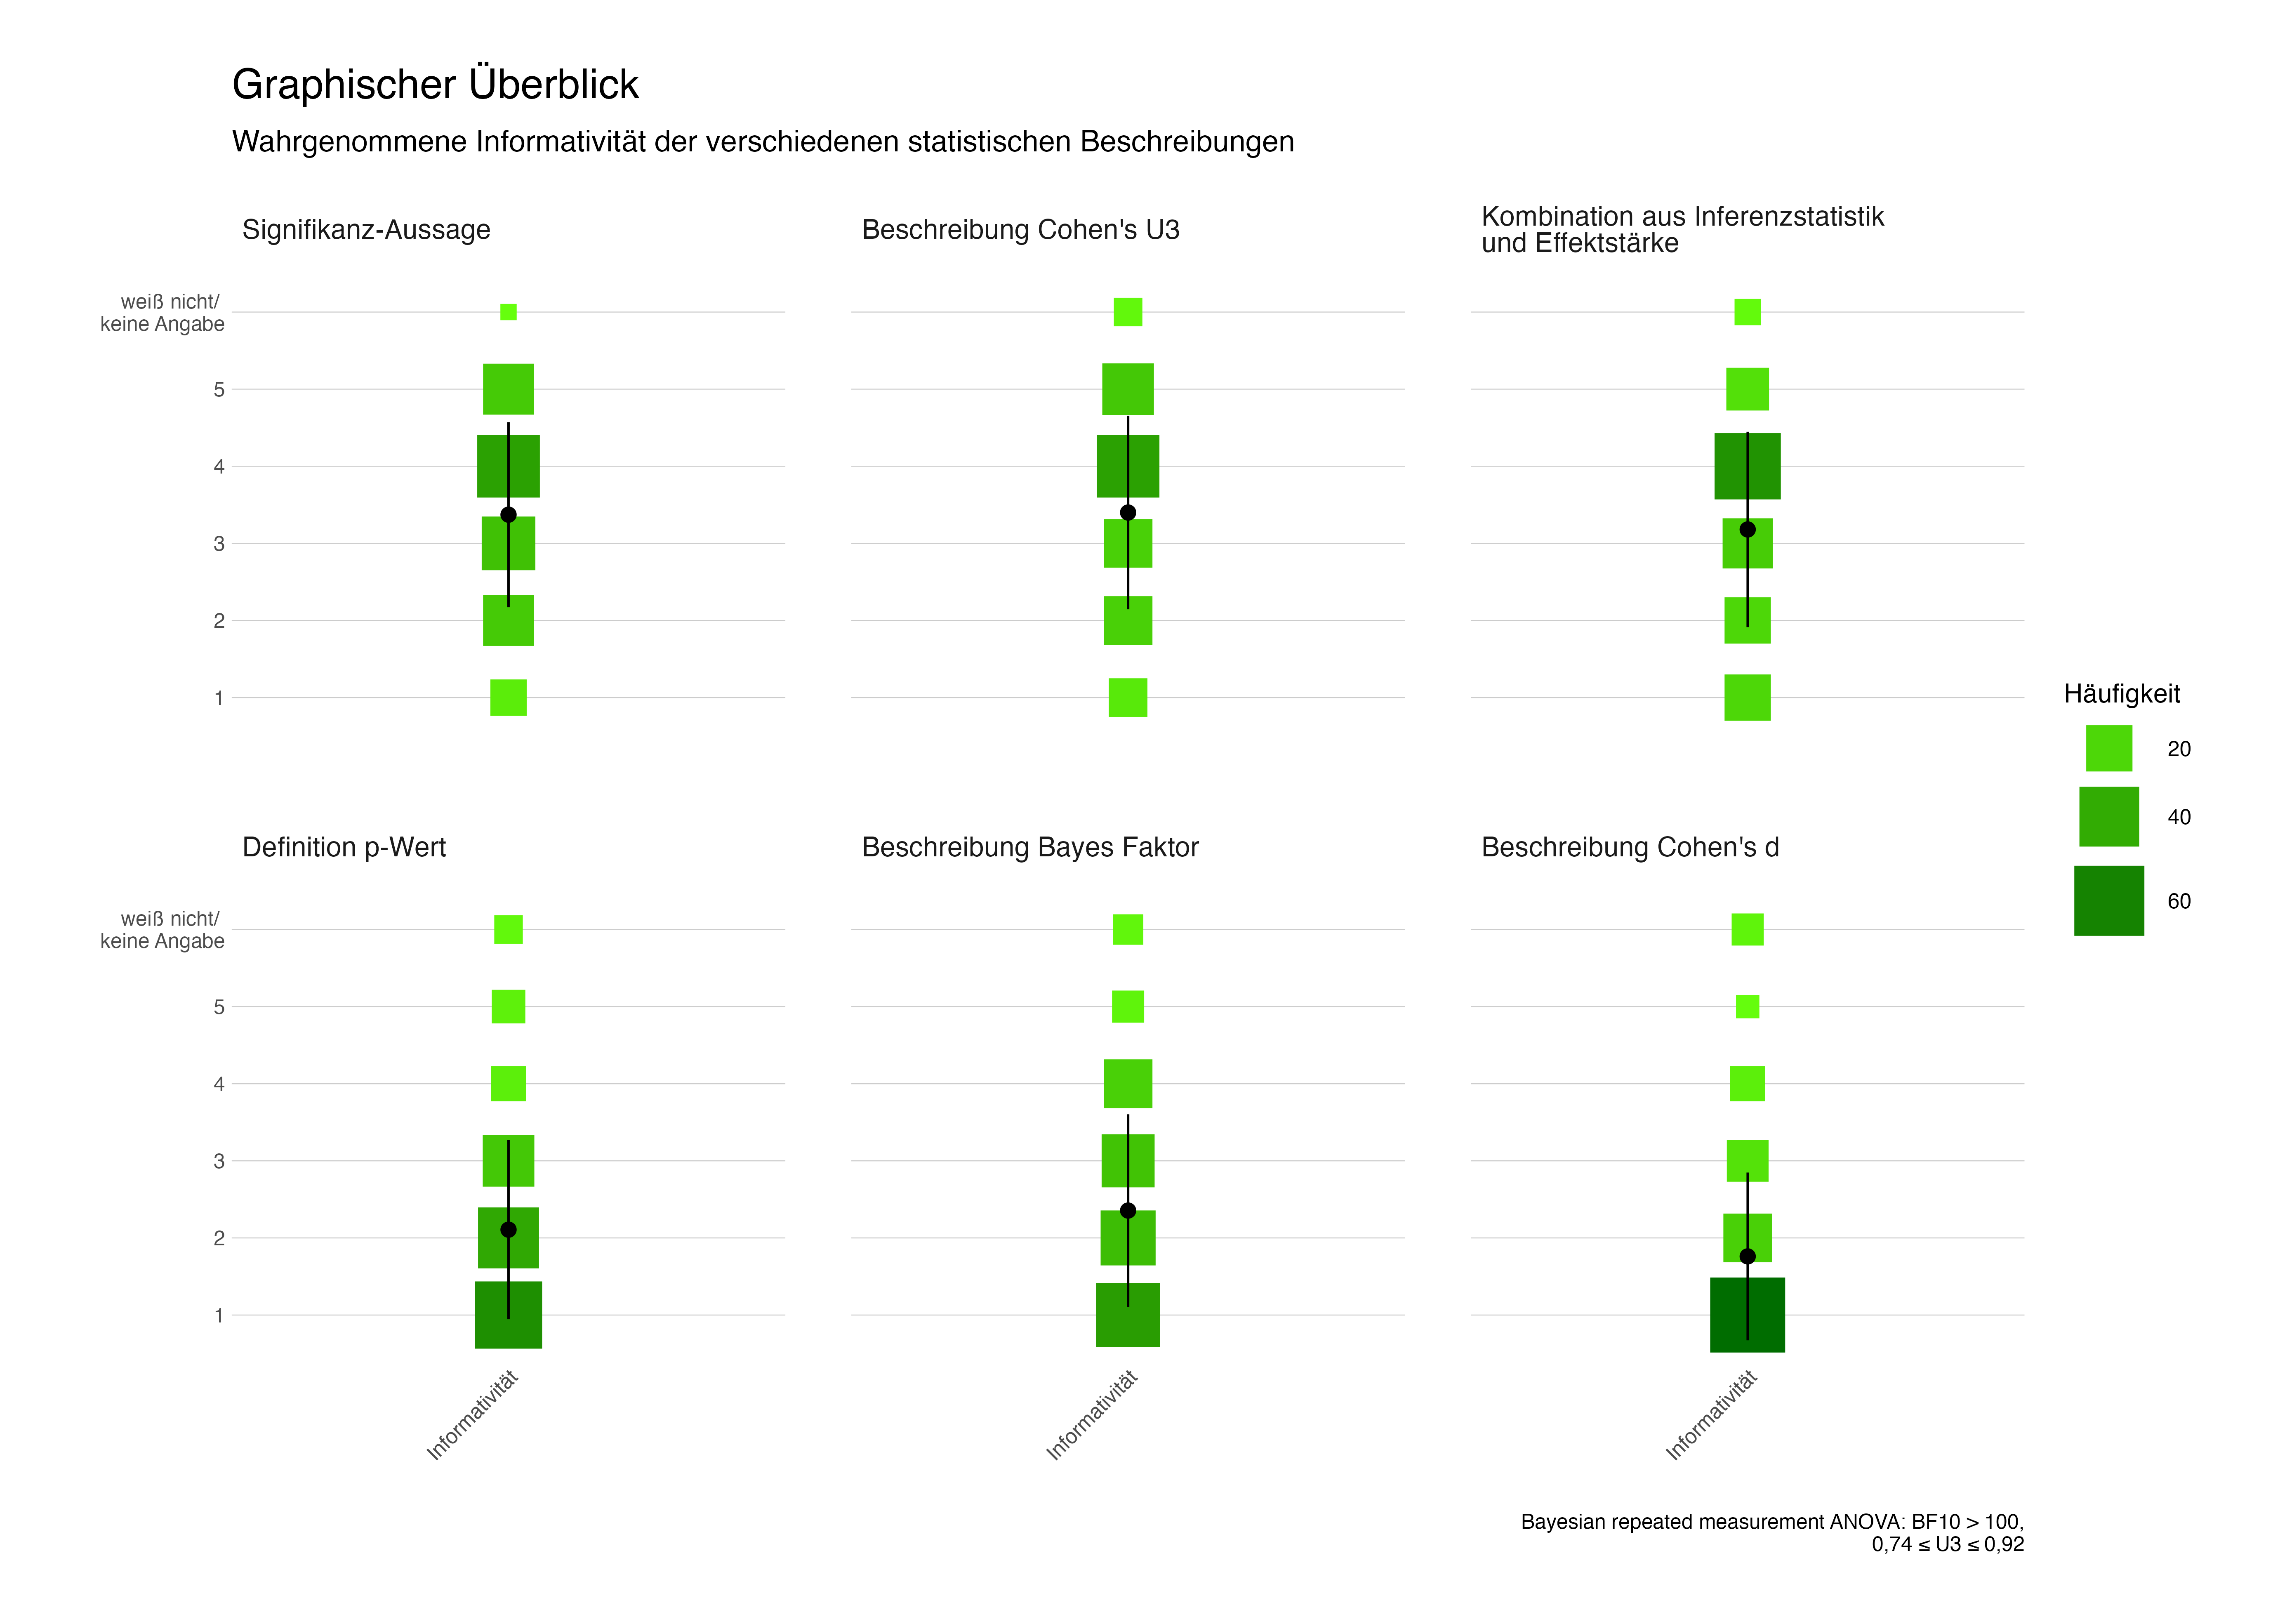 Graphischer Überblick
Wahrgenommene Informativität der verschiedenen statistischen Beschreibungen
Signifikanz-Aussage
Beschreibung Cohen's U3
Kombination aus Inferenzstatistik
und Effektstärke
weiß nicht/
keine Angabe
5
4
3
2
1
Definition p-Wert
Beschreibung Bayes Faktor
Beschreibung Cohen's d
weiß nicht/
keine Angabe
5
4
3
2
1
Informativität
Informativität
Informativität
Häufigkeit
20
40
60
Bayesian repeated measurement ANOVA: BF10 > 100,
0,74 ≤ U3 ≤ 0,92